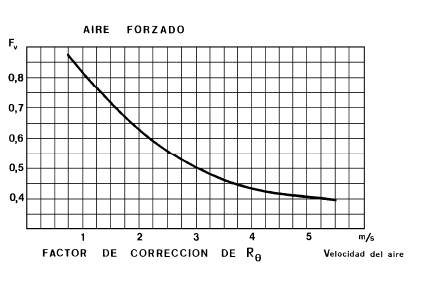 AIRE FORZADO
Fv
0,8
0,7
0,6
0,5
0,4
1 2 3 4 5 m/s
FACTOR DE CORRECCION DE Rθ Velocidad del aire